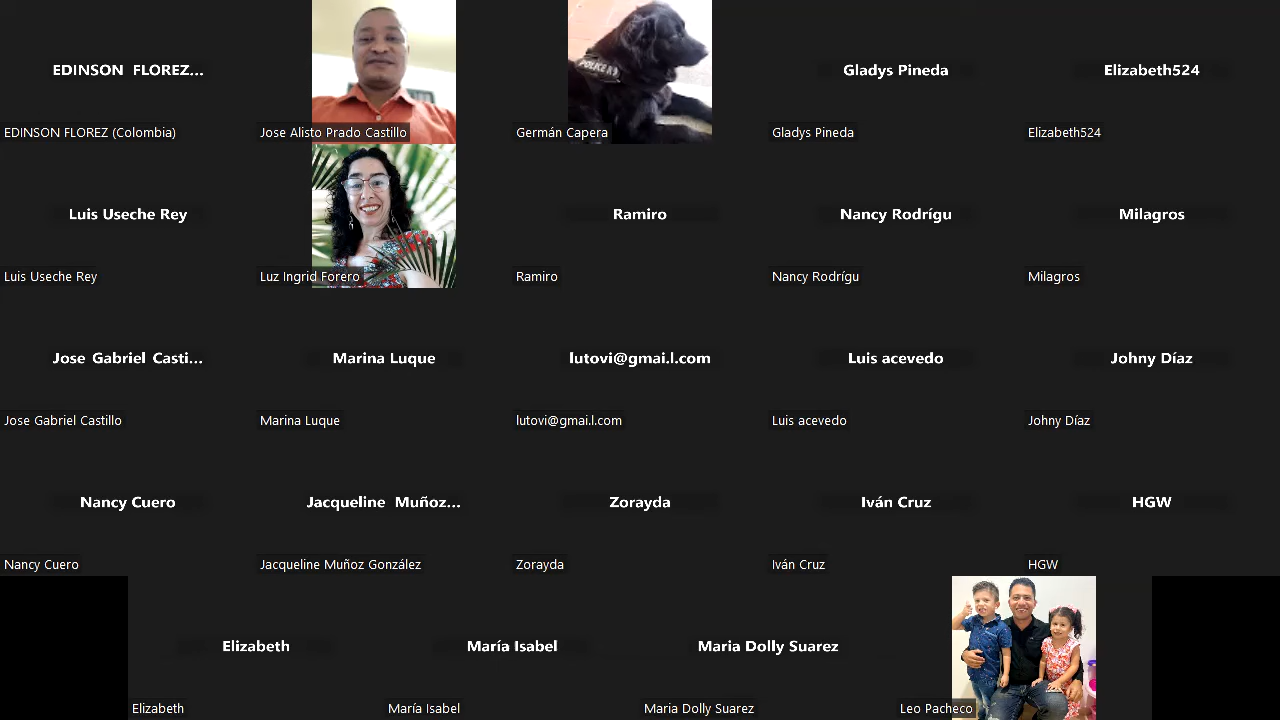 EDINSON FLOREZ...
Gladys Pineda
Elizabeth524
POLICE K9
EDINSON FLOREZ (Colombia)
Jose Alisto Prado Castillo
Germán Capera
Gladys Pineda
Elizabeth524
Luis Useche Rey
Ramiro
Nancy Rodrígu
Milagros
Luis Useche Rey
Luz Ingrid Forero
Ramiro
Nancy Rodrígu
Milagros
Jose Gabriel Casti...
Marina Luque
lutovi@gmai.l.com
Luis acevedo
Johny Díaz
Jose Gabriel Castillo
Marina Luque
lutovi@gmai.l.com
Luis acevedo
Johny Díaz
Nancy Cuero
Jacqueline Muñoz...
Zorayda
Iván Cruz
HGW
Nancy Cuero
Jacqueline Muñoz González
Zorayda
Iván Cruz
HGW
Elizabeth
María Isabel
Maria Dolly Suarez
Elizabeth
María Isabel
Maria Dolly Suarez
Leo Pacheco